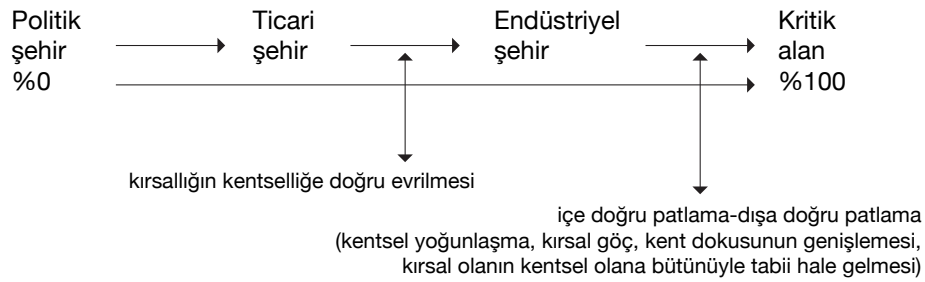 Politik şehir %0
Ticari şehir
Endüstriyel şehir
Kritik alan %100
kırsallığın kentselliğe doğru evrilmesi
içe doğru patlama-dışa doğru patlama
(kentsel yoğunlaşma, kırsal göç, kent dokusunun genişlemesi,
kırsal olanın kentsel olana bütünüyle tabii hale gelmesi)